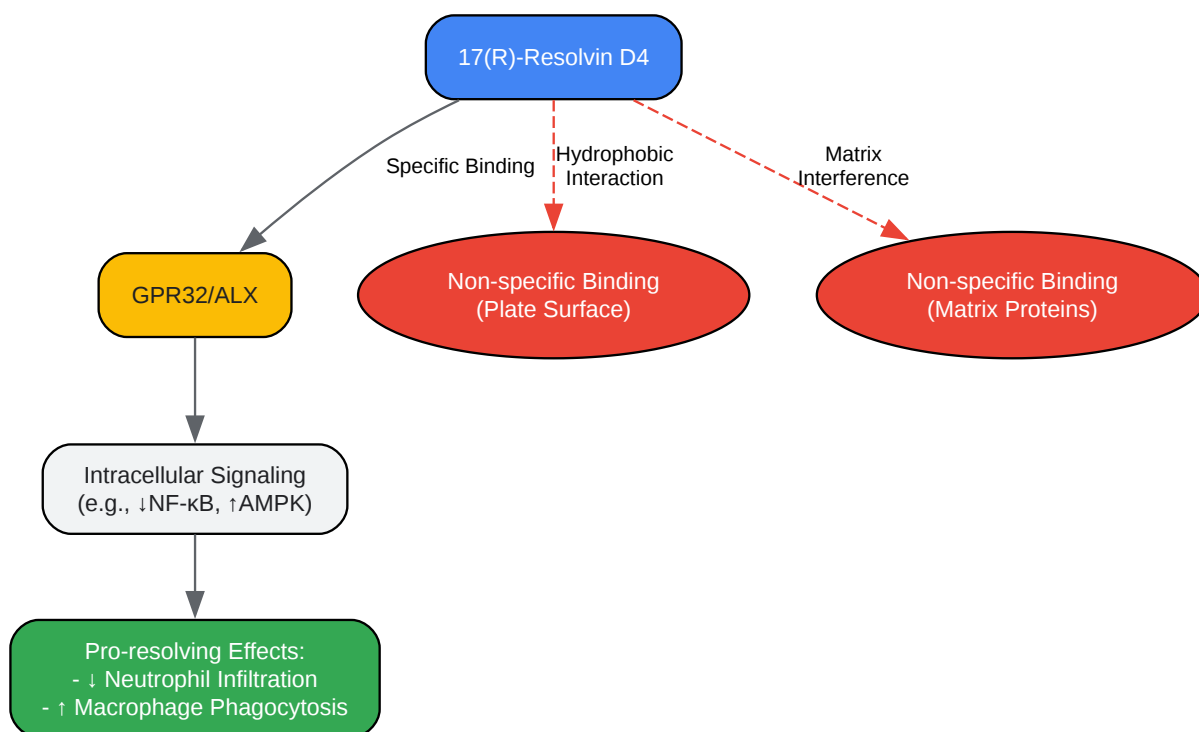 17(R)-Resolvin D4
Specific Binding
Hydrophobic
Interaction
Matrix
Interference
GPR32/ALX
Non-specific Binding
(Plate Surface)
Non-specific Binding
(Matrix Proteins)
Intracellular Signaling
(e.g., ↓NF-κB, ↑AMPK)
Pro-resolving Effects:
- ↓ Neutrophil Infiltration
- ↑ Macrophage Phagocytosis